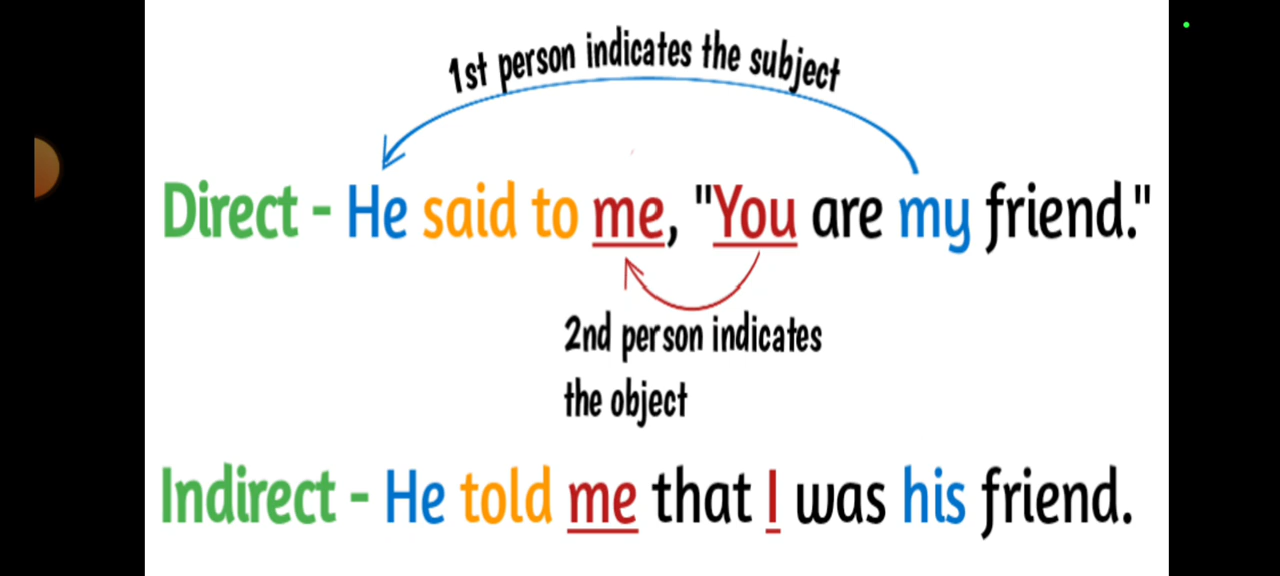 1st person indicates the subject
Direct - He said to me, "You are my friend."
2nd person indicates
the object
Indirect - He told me that I was his friend.